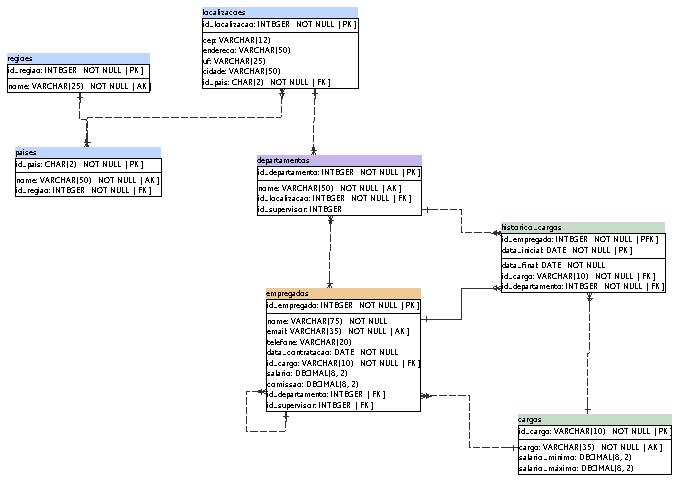 localizacoes
id_localizacao: INTEGER NOT NULL [ PK ]
cep: VARCHAR(12)
endereco: VARCHAR(50)
uf: VARCHAR(25)
cidade: VARCHAR(50)
id_pais: CHAR(2) NOT NULL [ FK ]
regioes
id_regiao: INTEGER NOT NULL [ PK ]
nome: VARCHAR(25) NOT NULL [ AK ]
paises
id_pais: CHAR(2) NOT NULL [ PK ]
nome: VARCHAR(50) NOT NULL [ AK ]
id_regiao: INTEGER NOT NULL [ FK ]
departamentos
id_departamento: INTEGER NOT NULL [ PK ]
nome: VARCHAR(50) NOT NULL [ AK ]
id_localizacao: INTEGER NOT NULL [ FK ]
id_supervisor: INTEGER
historico_cargos
id_empregado: INTEGER NOT NULL [ PFK ]
data_inicial: DATE NOT NULL [ PK ]
data_final: DATE NOT NULL
id_cargo: VARCHAR(10) NOT NULL [ FK ]
id_departamento: INTEGER NOT NULL [ FK ]
empregados
id_empregado: INTEGER NOT NULL [ PK ]
nome: VARCHAR(75) NOT NULL
email: VARCHAR(35) NOT NULL [ AK ]
telefone: VARCHAR(20)
data_contratacao: DATE NOT NULL
id_cargo: VARCHAR(10) NOT NULL [ FK ]
salario: DECIMAL(8, 2)
comissao: DECIMAL(8, 2)
id_departamento: INTEGER [ FK ]
id_supervisor: INTEGER [ FK ]
cargos
id_cargo: VARCHAR(10) NOT NULL [ PK ]
cargo: VARCHAR(35) NOT NULL [ AK ]
salario_minimo: DECIMAL(8, 2)
salario_máximo: DECIMAL(8, 2)